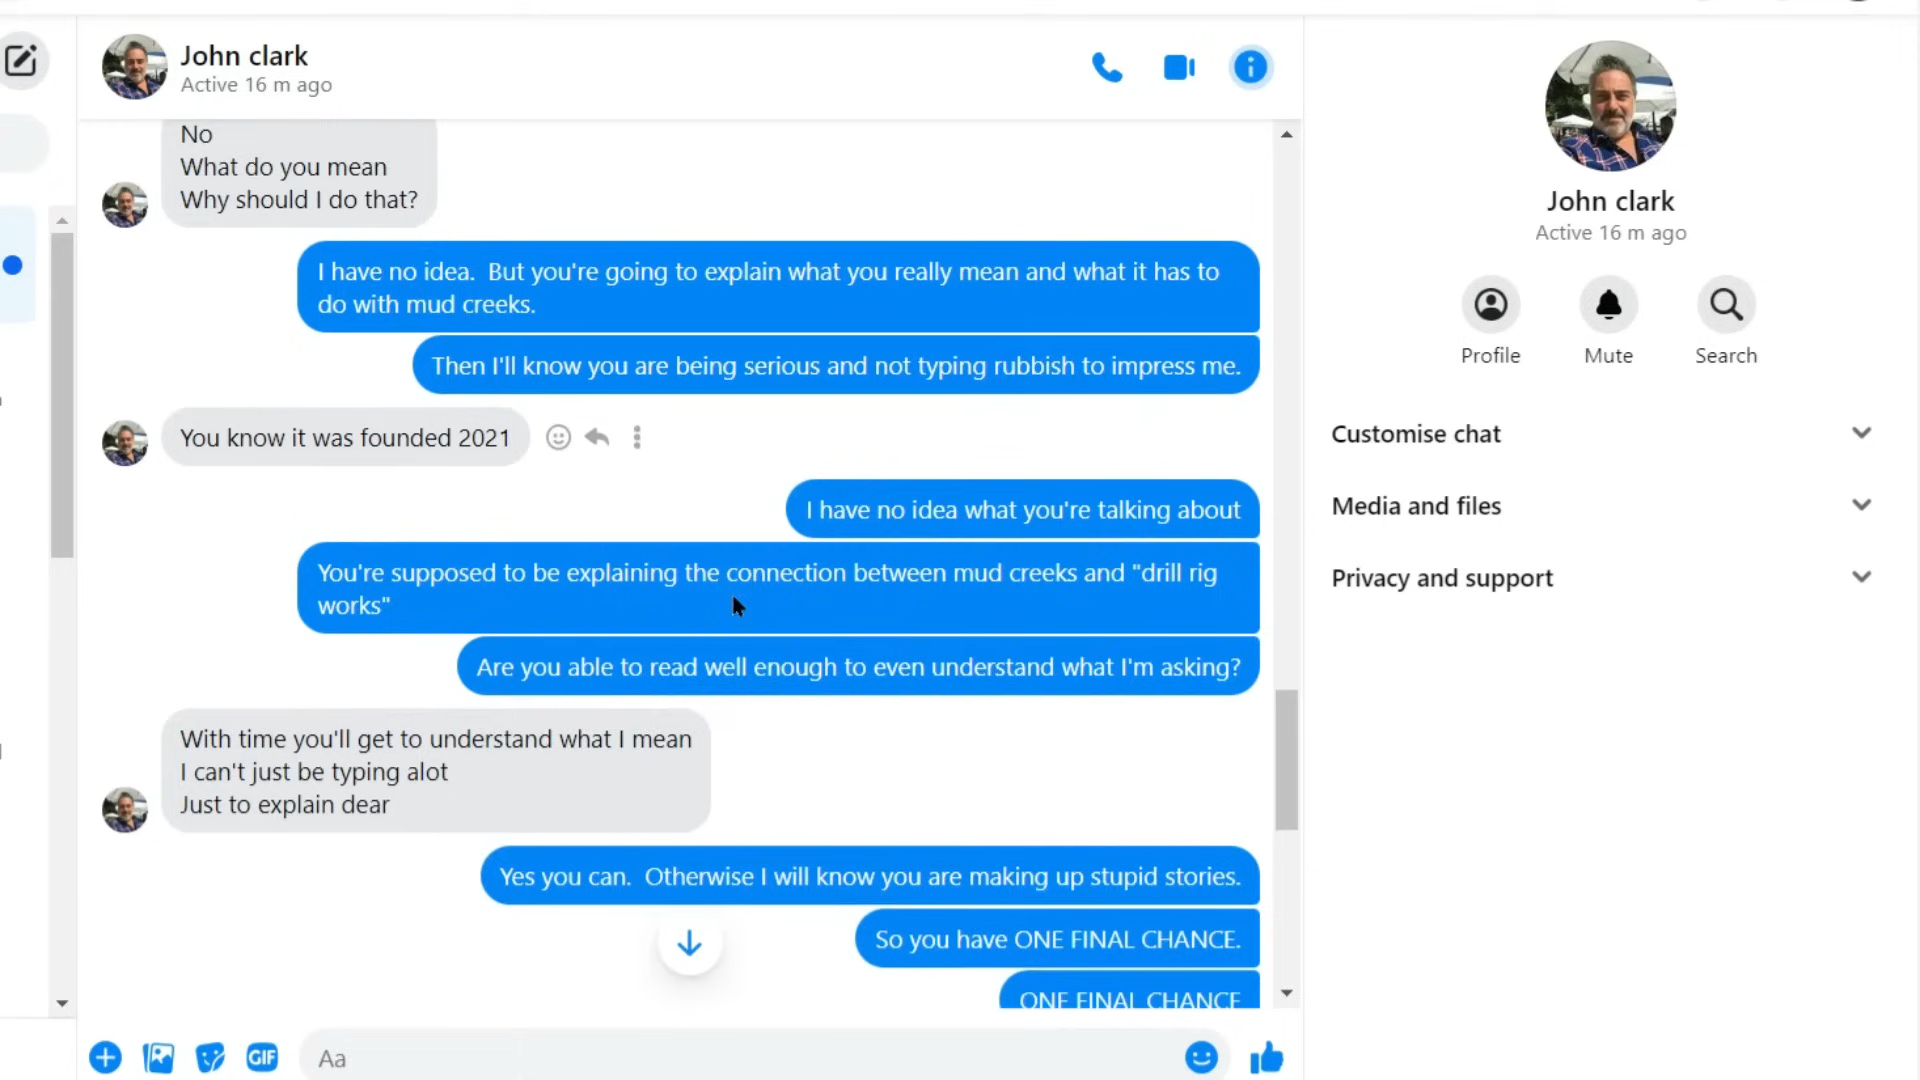 John clark
Active 16 m ago
No
What do you mean
Why should I do that?
I have no idea.  But you're going to explain what you really mean and what it has to
do with mud creeks.
Then I'll know you are being serious and not typing rubbish to impress me.
You know it was founded 2021
I have no idea what you're talking about
You're supposed to be explaining the connection between mud creeks and "drill rig
works"
Are you able to read well enough to even understand what I'm asking?
With time you'll get to understand what I mean
I can't just be typing alot
Just to explain dear
Yes you can.  Otherwise I will know you are making up stupid stories.
So you have ONE FINAL CHANCE.
ONE FINAL CHANCE
GIF
Aa
John clark
Active 16 m ago
Profile
Mute
Search
Customise chat
Media and files
Privacy and support